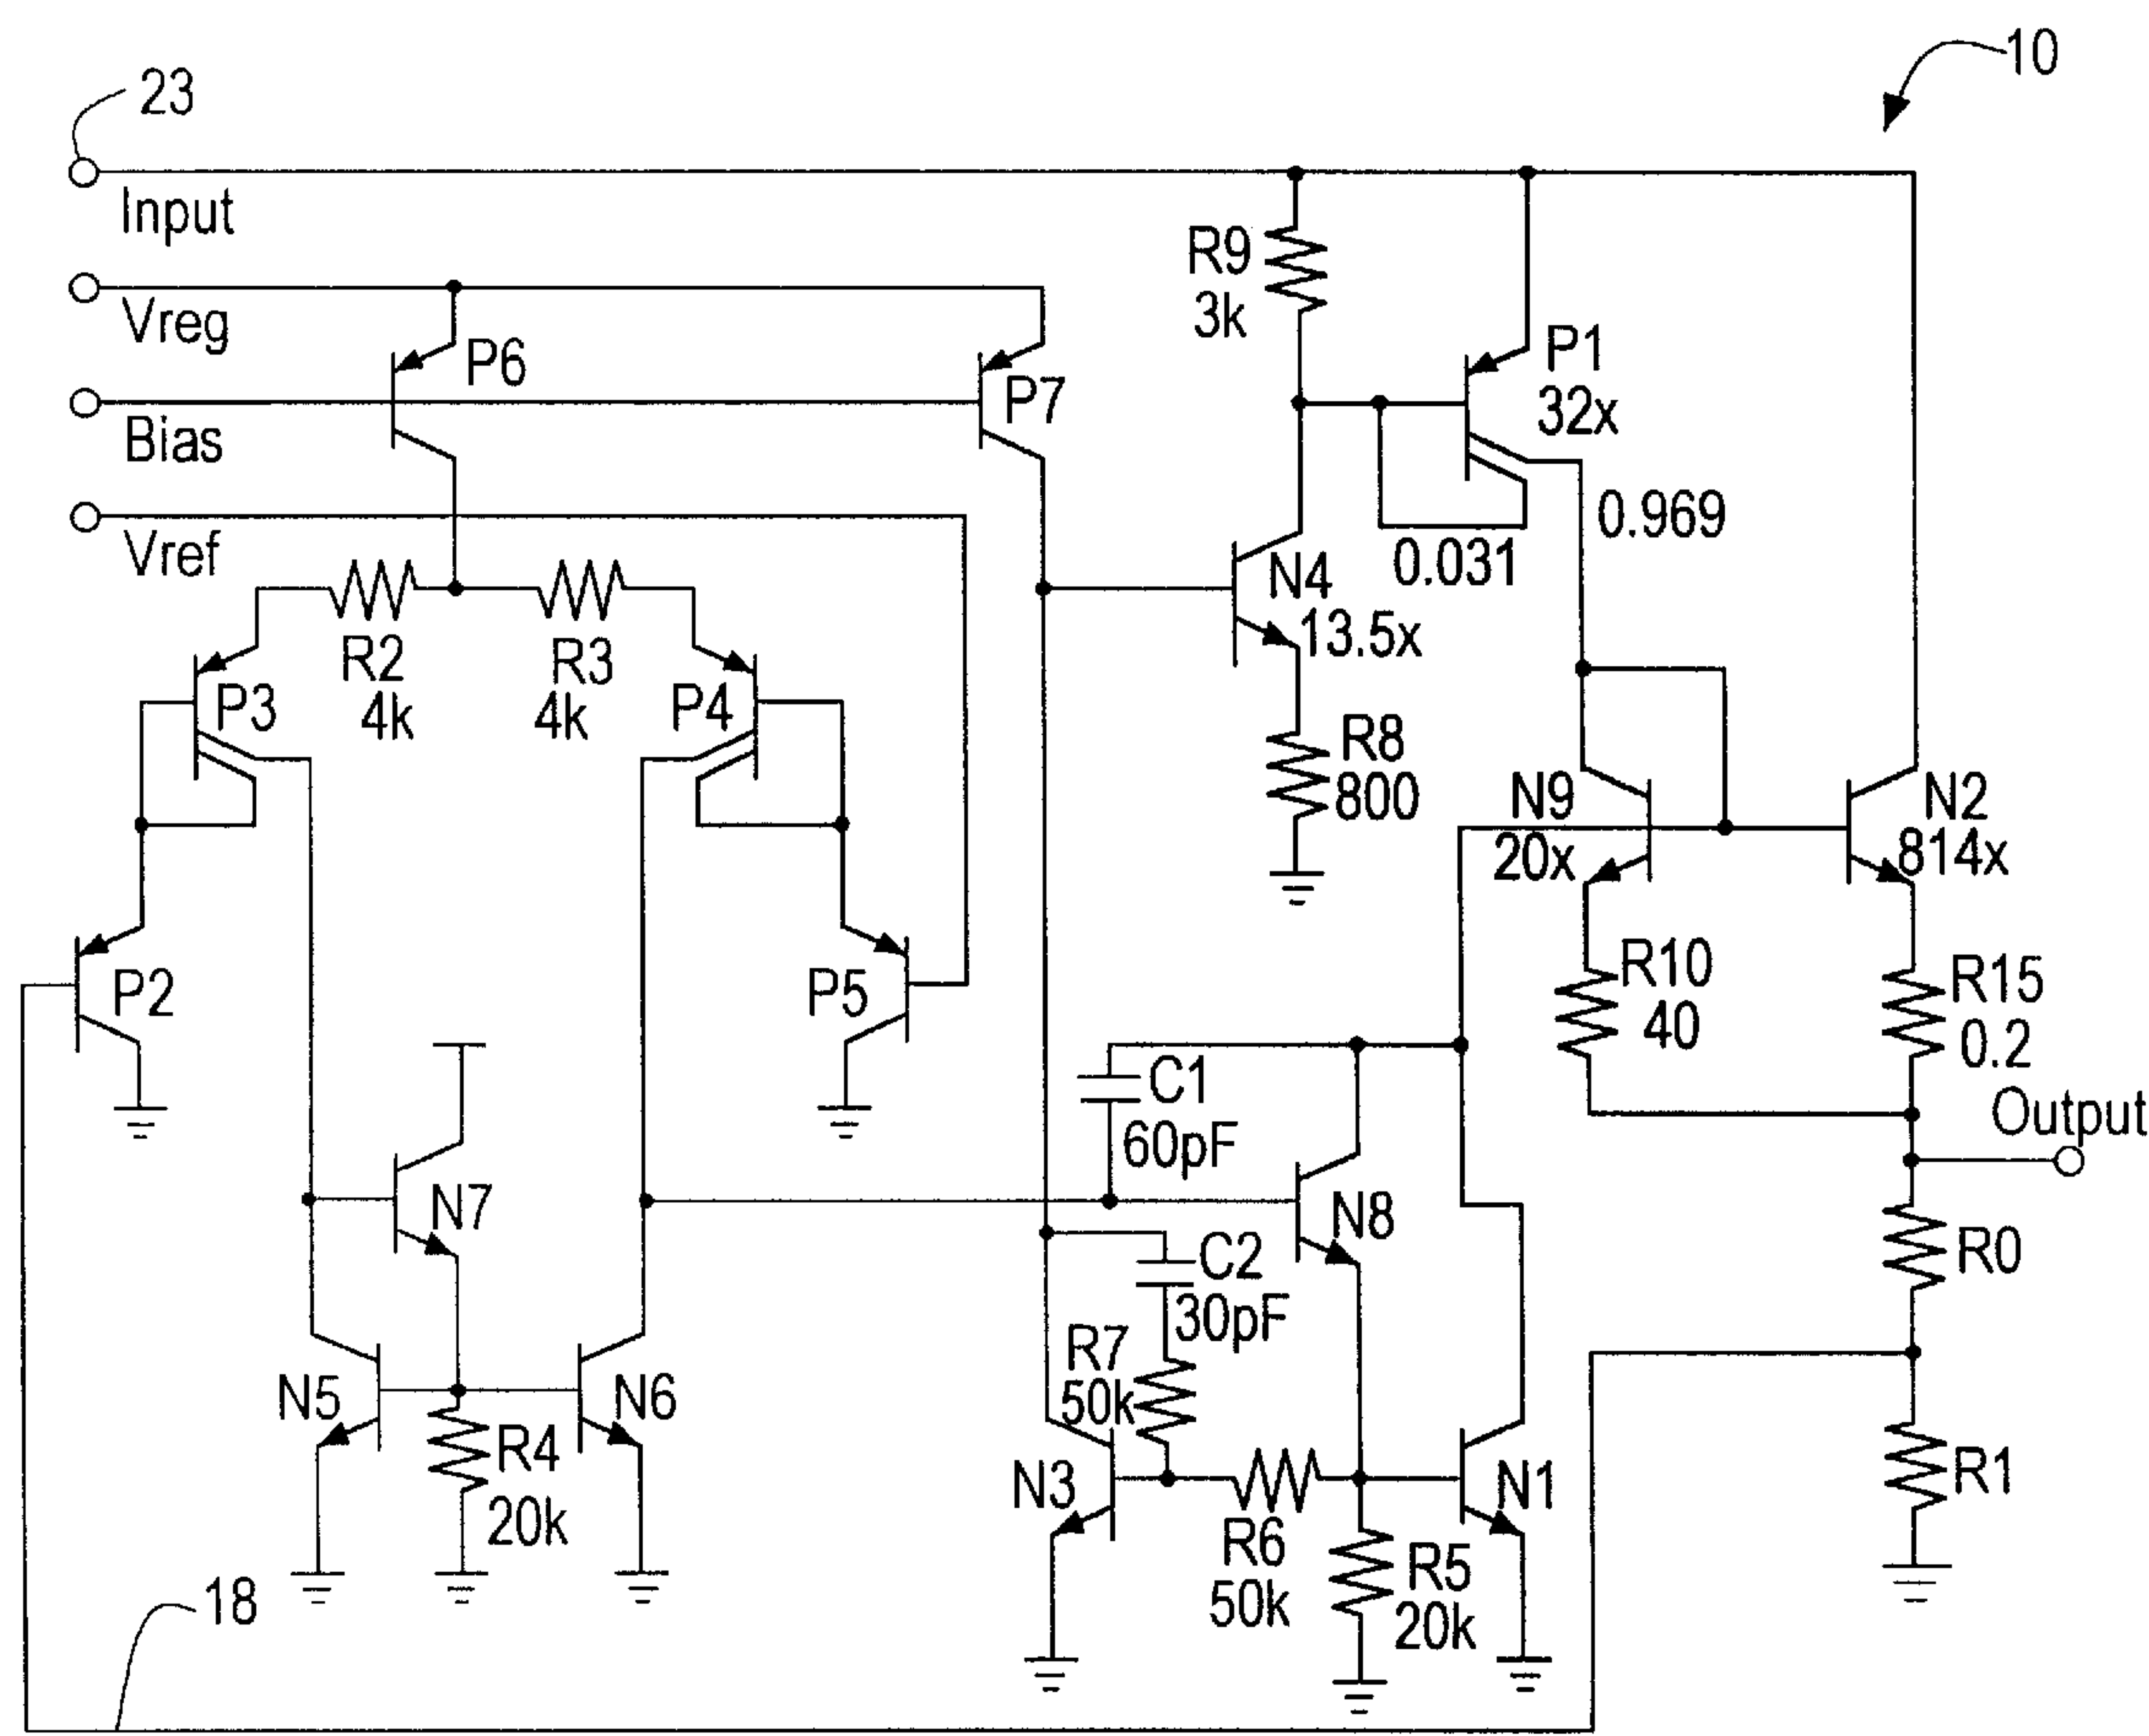 10
23
Input
R9
3k
Vreg
P6
P1
32x
P7
Bias
0.969
Vref
0.031
N4
13.5x
R2
4k
R3
4k
P3
P4
R8
800
N9
20x
N2
814x
P2
P5
R10
40
R15
0.2
C1
60pF
Output
N7
N8
R0
C2
30pF
R7
50k
N5
R4
20k
N6
N3
R6
50k
R5
20k
N1
R1
18